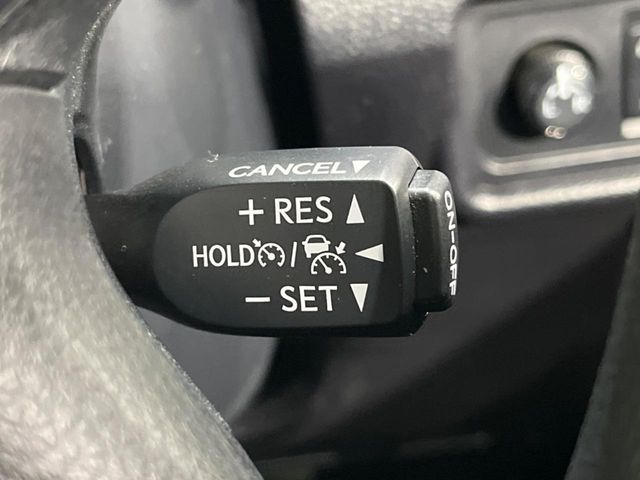 CANCEL▼
+ RES ▲
HOLD / ◀
− SET ▼
ON-OFF